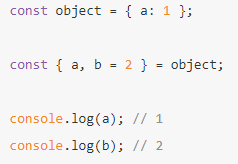 const object = { a: 1 };
const { a, b = 2 } = object;
console.log(a); // 1
console.log(b); // 2